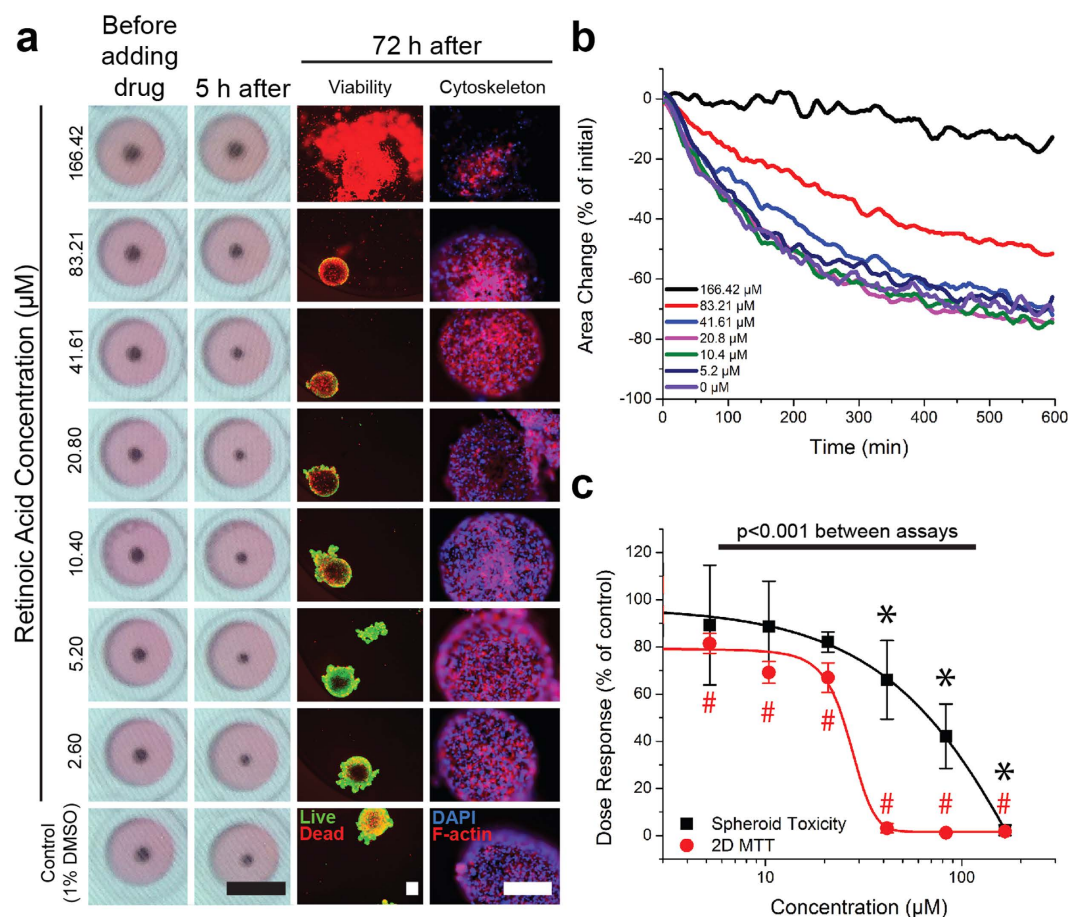 a
Before
adding
drug
5 h after
72 h after
Viability
Cytoskeleton
Retinoic Acid Concentration (µM)
166.42
83.21
41.61
20.80
10.40
5.20
2.60
Control
(1% DMSO)
Live
Dead
DAPI
F-actin
b
Area Change (% of initial)
0
-20
-40
-60
-80
-100
166.42 µM
83.21 µM
41.61 µM
20.8 µM
10.4 µM
5.2 µM
0 µM
0 100 200 300 400 500 600
Time (min)
c
p<0.001 between assays
Dose Response (% of control)
120
100
80
60
40
20
0
* * *
# # # # # #
Spheroid Toxicity
2D MTT
10 100
Concentration (µM)